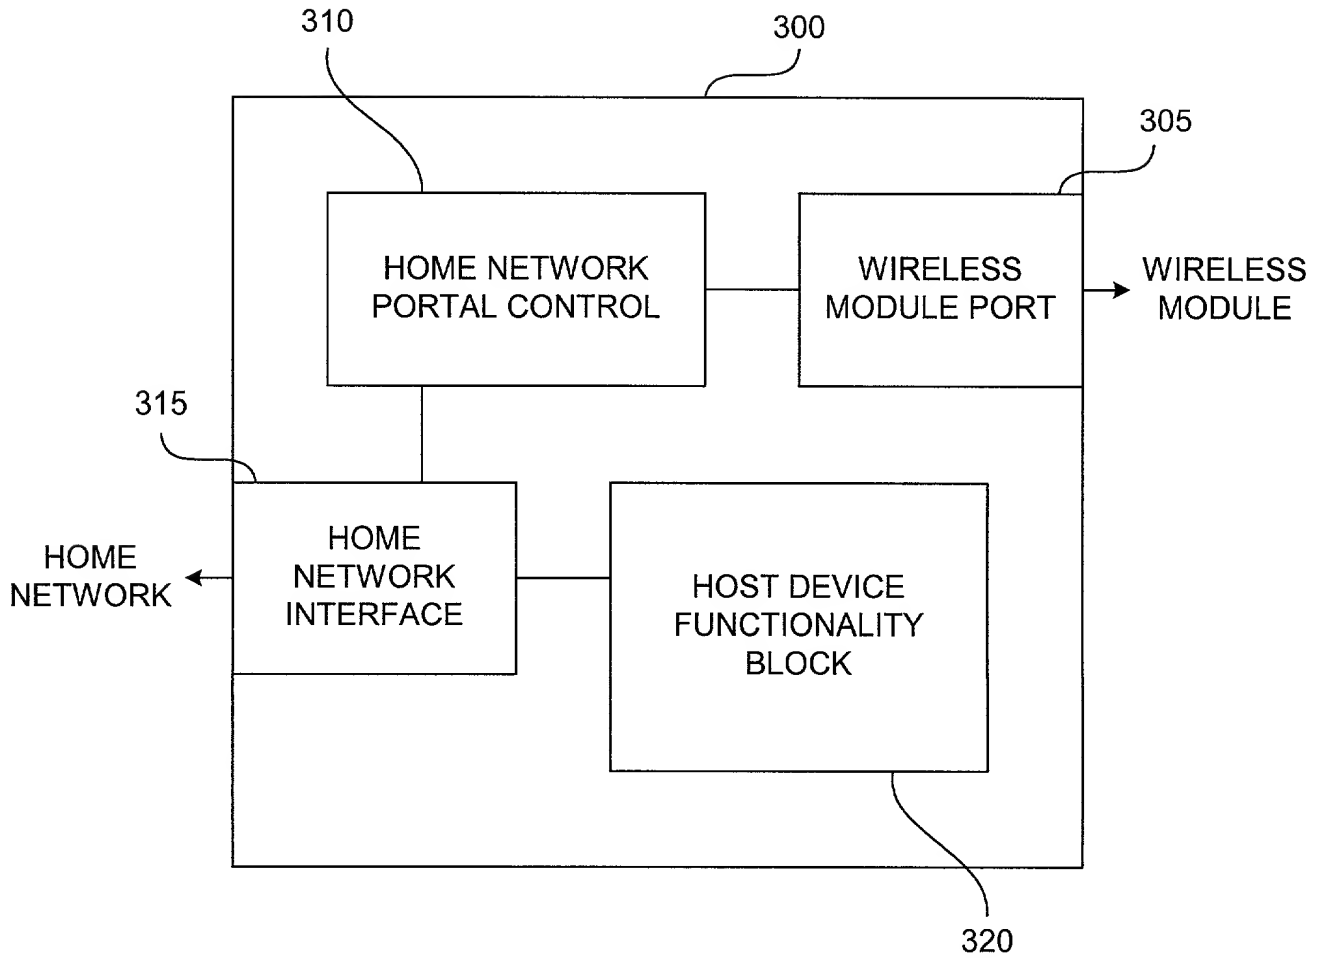 310
300
305
HOME NETWORK
PORTAL CONTROL
WIRELESS
MODULE PORT
WIRELESS
MODULE
315
HOME
NETWORK
HOME
NETWORK
INTERFACE
HOST DEVICE
FUNCTIONALITY
BLOCK
320